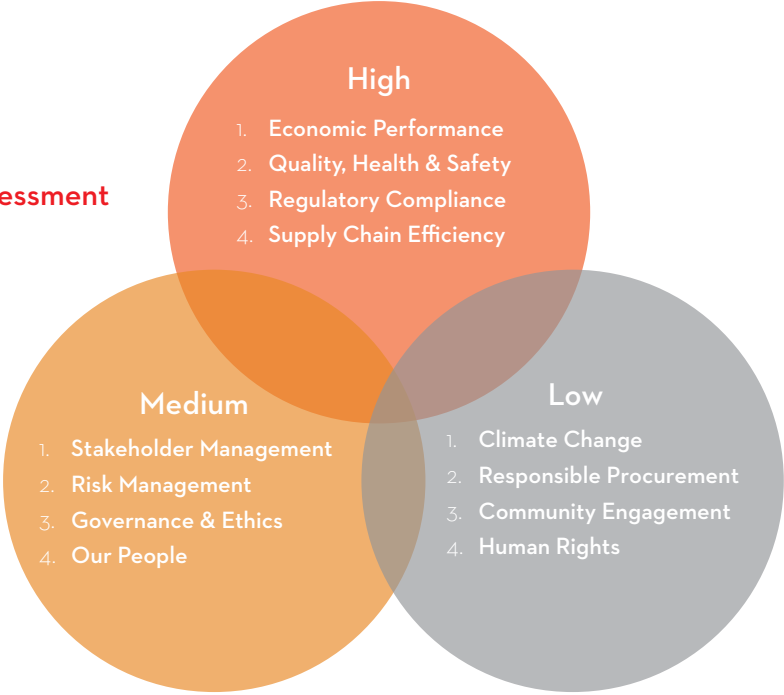 High
1. Economic Performance
2. Quality, Health & Safety
3. Regulatory Compliance
4. Supply Chain Efficiency
essment
Medium
1. Stakeholder Management
2. Risk Management
3. Governance & Ethics
4. Our People
Low
1. Climate Change
2. Responsible Procurement
3. Community Engagement
4. Human Rights